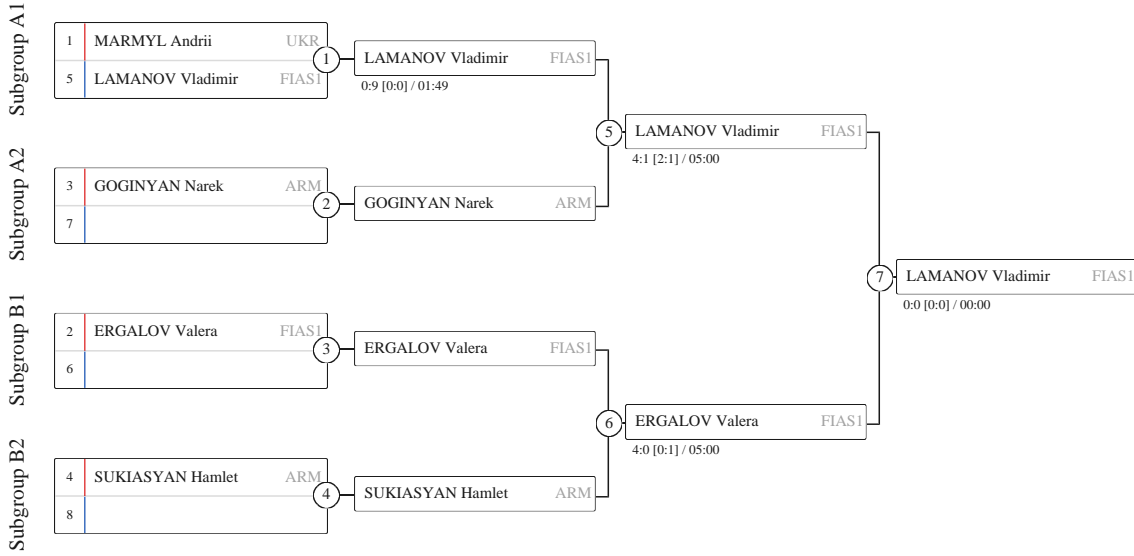 Subgroup A1
1 MARMYL Andrii UKR
5 LAMANOV Vladimir FIAS1
1
LAMANOV Vladimir FIAS1
0:9 [0:0] / 01:49
5
LAMANOV Vladimir FIAS1
4:1 [2:1] / 05:00
Subgroup A2
3 GOGINYAN Narek ARM
7
2
GOGINYAN Narek ARM
7
LAMANOV Vladimir FIAS1
0:0 [0:0] / 00:00
Subgroup B1
2 ERGALOV Valera FIAS1
6
3
ERGALOV Valera FIAS1
6
ERGALOV Valera FIAS1
4:0 [0:1] / 05:00
Subgroup B2
4 SUKIASYAN Hamlet ARM
8
4
SUKIASYAN Hamlet ARM